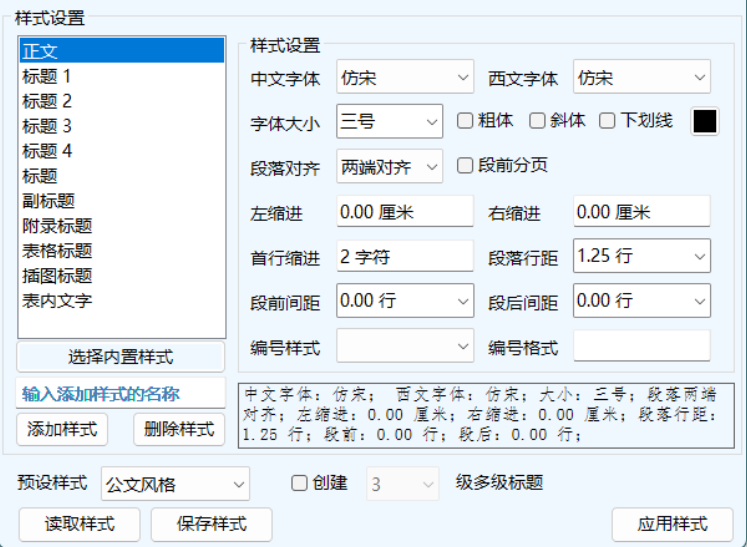 样式设置
正文
标题 1
标题 2
标题 3
标题 4
标题
副标题
附录标题
表格标题
插图标题
表内文字
选择内置样式
输入添加样式的名称
添加样式 删除样式
样式设置
中文字体 仿宋 西文字体 仿宋
字体大小 三号 粗体 斜体 下划线
段落对齐 两端对齐 段前分页
左缩进 0.00 厘米 右缩进 0.00 厘米
首行缩进 2 字符 段落行距 1.25 行
段前间距 0.00 行 段后间距 0.00 行
编号样式 编号格式
中文字体: 仿宋; 西文字体: 仿宋; 大小: 三号; 段落两端
对齐; 左缩进: 0.00 厘米; 右缩进: 0.00 厘米; 段落行距:
1.25 行; 段前: 0.00 行; 段后: 0.00 行;
预设样式 公文风格 创建 3 级多级标题
读取样式 保存样式 应用样式